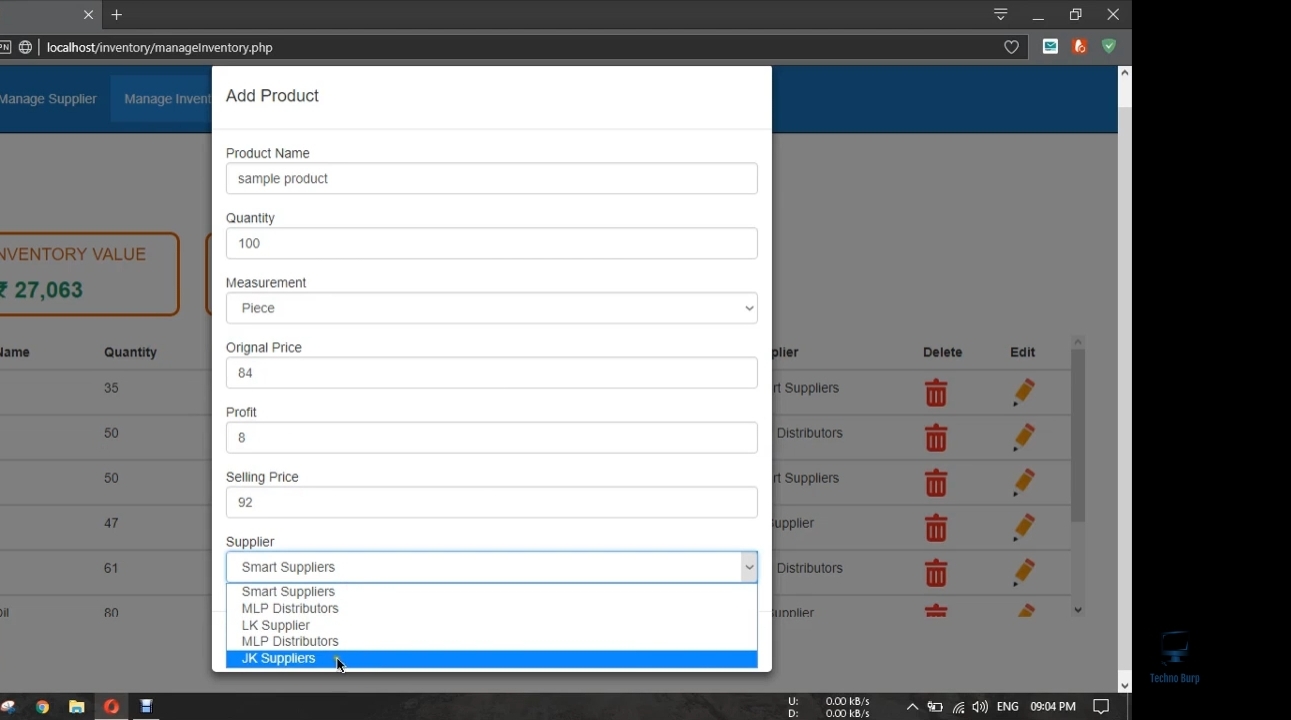 PN
localhost/inventory/manageInventory.php
Manage Supplier
Manage Invent
Add Product
Product Name
sample product
Quantity
100
Measurement
Piece
Orignal Price
84
Profit
8
Selling Price
92
Supplier
Smart Suppliers
Smart Suppliers
MLP Distributors
LK Supplier
MLP Distributors
JK Suppliers
NVENTORY VALUE
₹ 27,063
Name Quantity plier Delete Edit
35 rt Suppliers
50 Distributors
50 rt Suppliers
47 upplier
61 Distributors
Oil 80 upplier
Techno Burp
U: 0.00 kB/s
D: 0.00 kB/s
ENG 09:04 PM